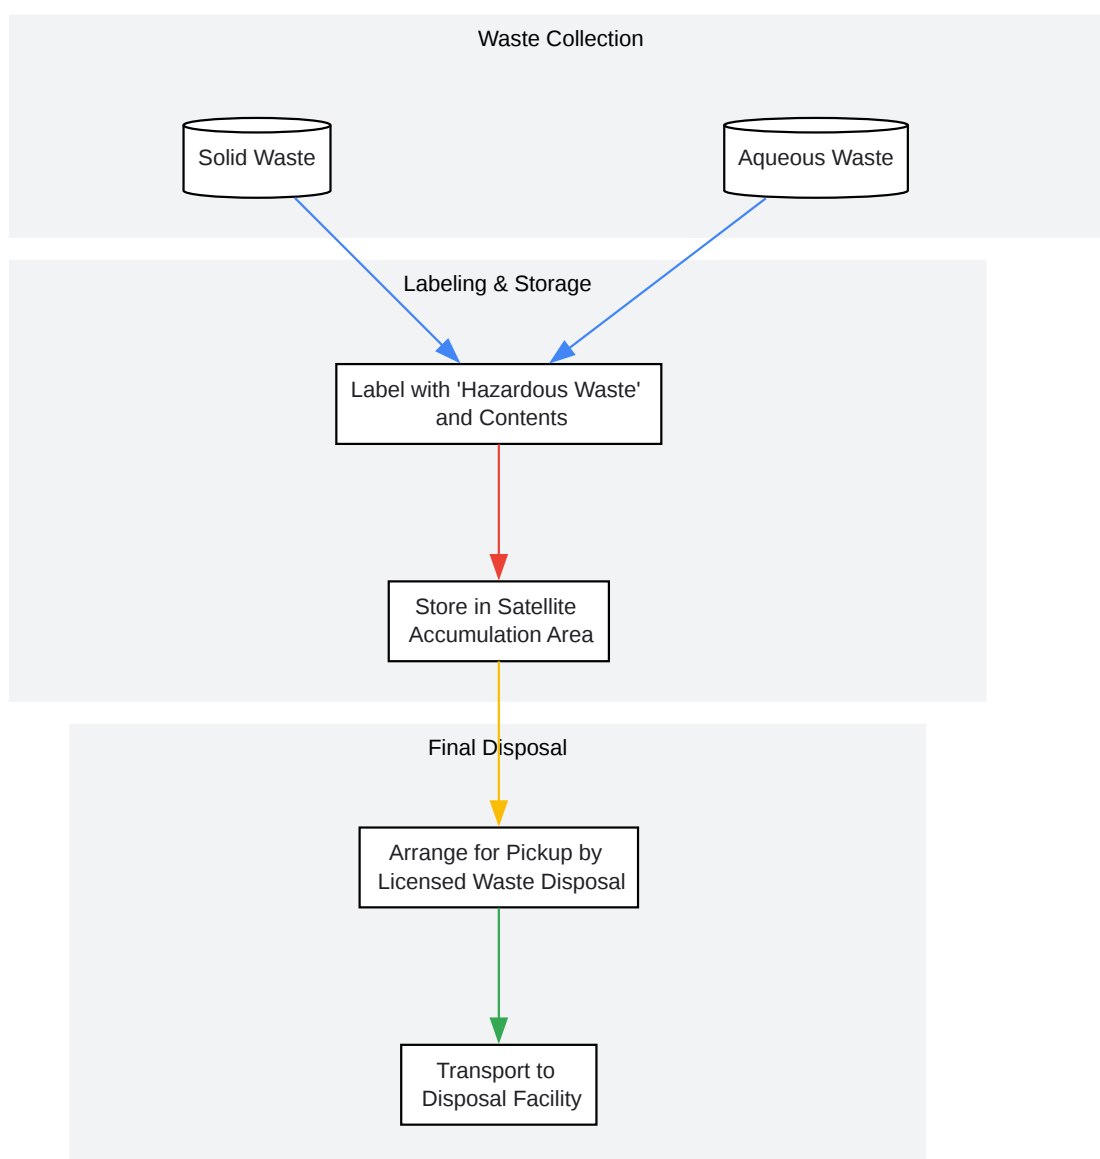 Waste Collection
Solid Waste
Aqueous Waste
Labeling & Storage
Label with 'Hazardous Waste'
and Contents
Store in Satellite
Accumulation Area
Final Disposal
Arrange for Pickup by
Licensed Waste Disposal
Transport to
Disposal Facility